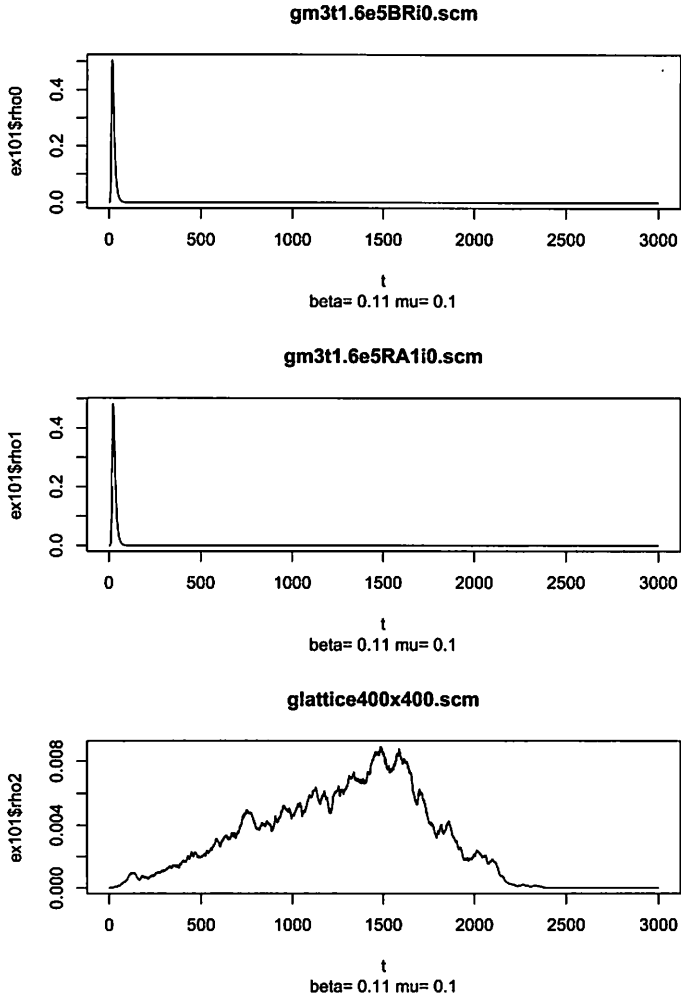 gm3t1.6e5BRi0.scm
ex101$rho0
0.0 0.2 0.4
0 500 1000 1500 2000 2500 3000
t
beta= 0.11 mu= 0.1
gm3t1.6e5RA1i0.scm
ex101$rho1
0.0 0.2 0.4
0 500 1000 1500 2000 2500 3000
t
beta= 0.11 mu= 0.1
glattice400x400.scm
ex101$rho2
0.000 0.004 0.008
0 500 1000 1500 2000 2500 3000
t
beta= 0.11 mu= 0.1